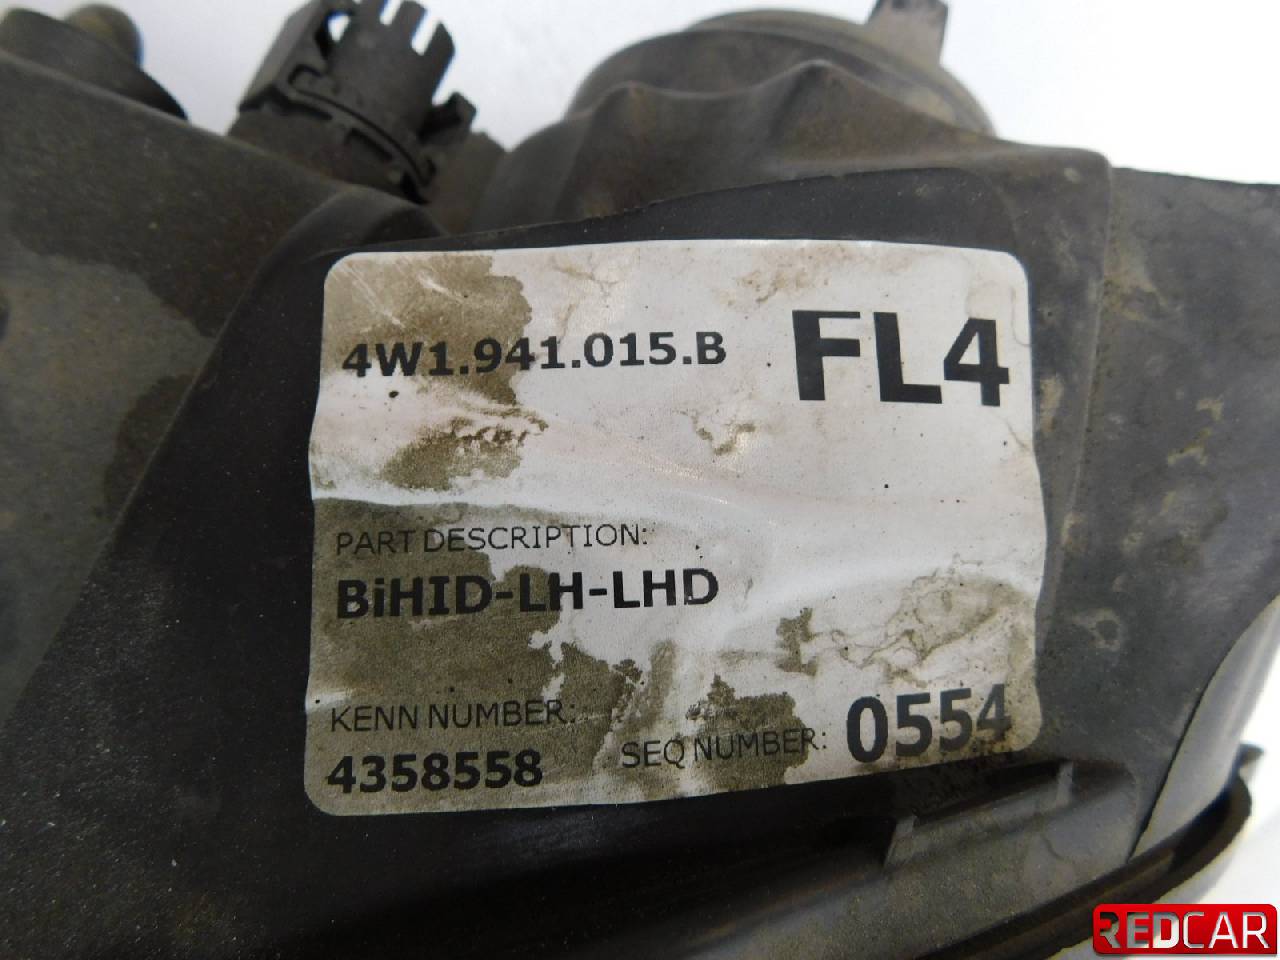 4W1.941.015.B FL4
PART DESCRIPTION:
BiHID-LH-LHD
KENN NUMBER:
4358558
SEQ NUMBER: 0554
REDCAR